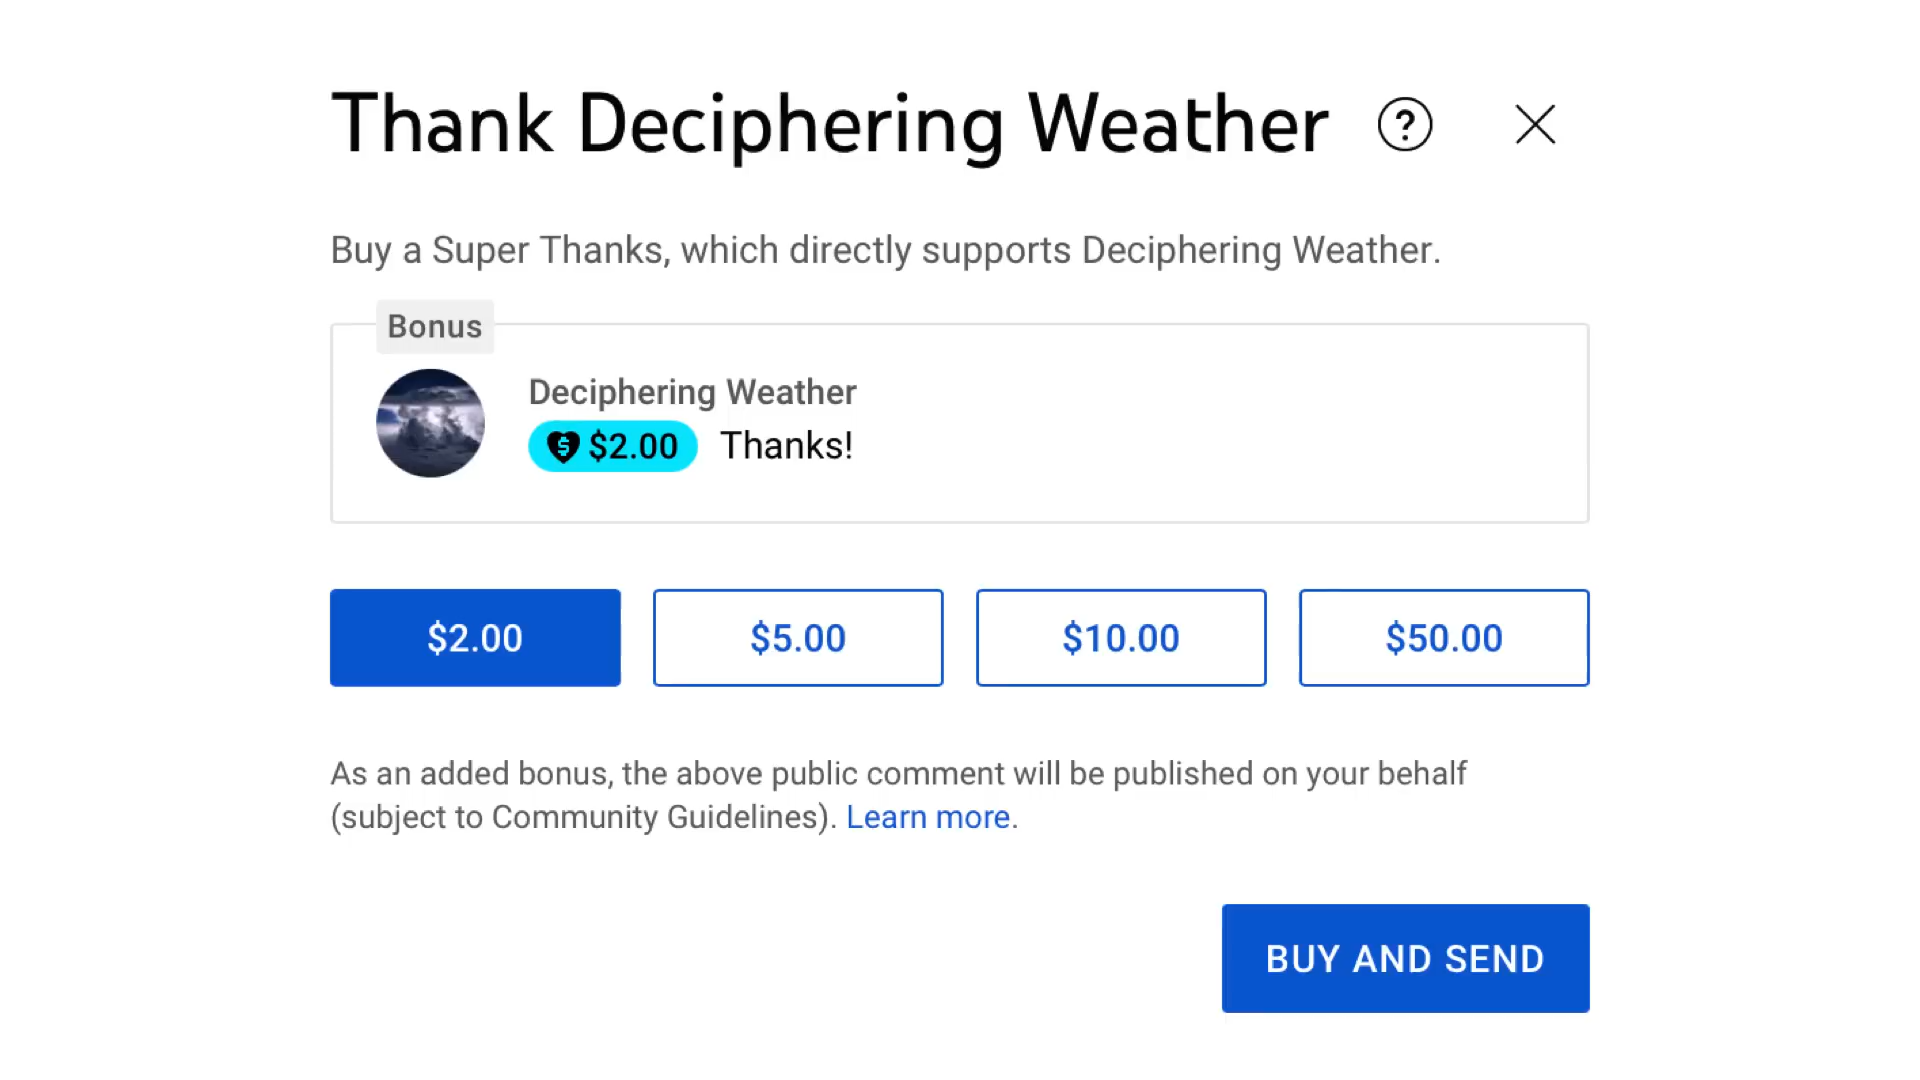 Thank Deciphering Weather ?
Buy a Super Thanks, which directly supports Deciphering Weather.
Bonus
Deciphering Weather
$ $2.00 Thanks!
$2.00 $5.00 $10.00 $50.00
As an added bonus, the above public comment will be published on your behalf
(subject to Community Guidelines). Learn more.
BUY AND SEND